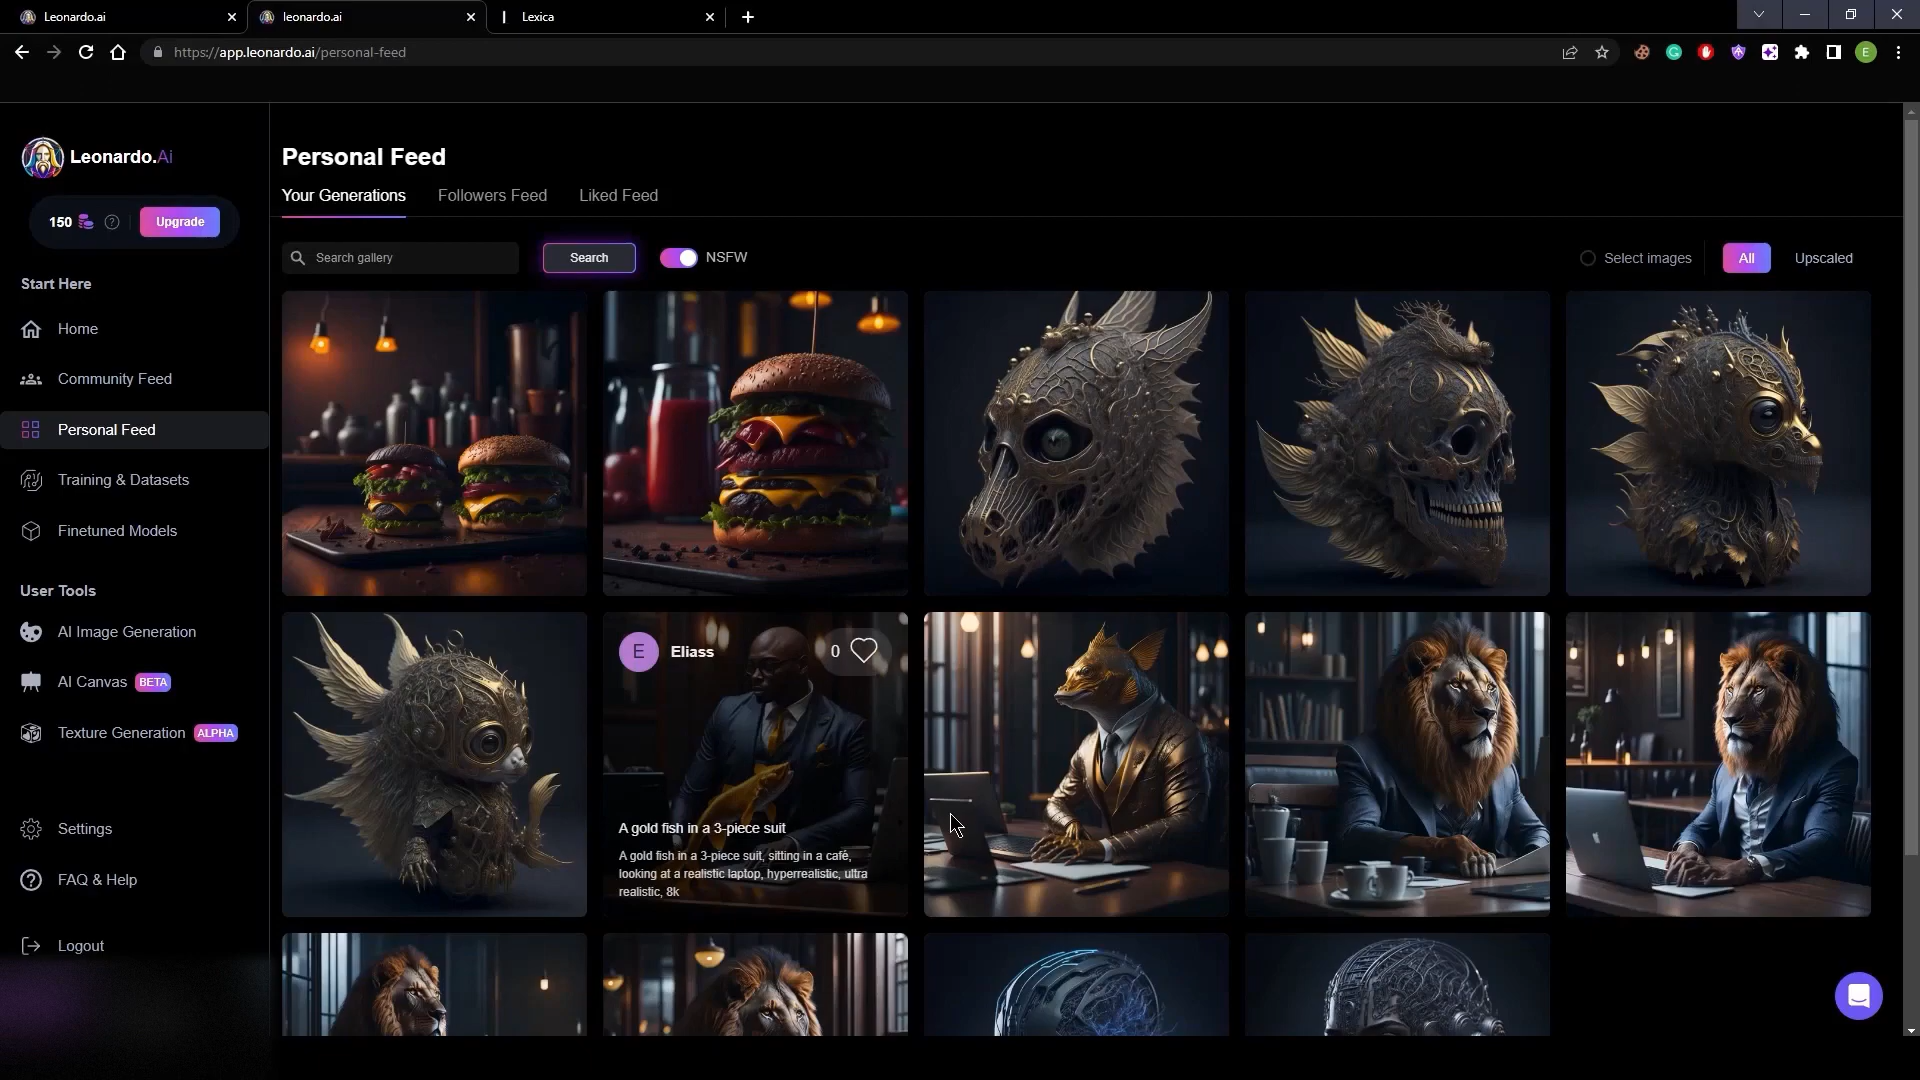 Leonardo.ai
leonardo.ai
Lexica
https://app.leonardo.ai/personal-feed
E
Leonardo.Ai
150
?
Upgrade
Start Here
Home
Community Feed
Personal Feed
Training & Datasets
Finetuned Models
User Tools
AI Image Generation
AI Canvas BETA
Texture Generation ALPHA
Settings
FAQ & Help
Logout
Personal Feed
Your Generations
Followers Feed
Liked Feed
Search gallery
Search
NSFW
Select images
All
Upscaled
E
Eliass
0
A gold fish in a 3-piece suit
A gold fish in a 3-piece suit, sitting in a café,
looking at a realistic laptop, hyperrealistic, ultra
realistic, 8k